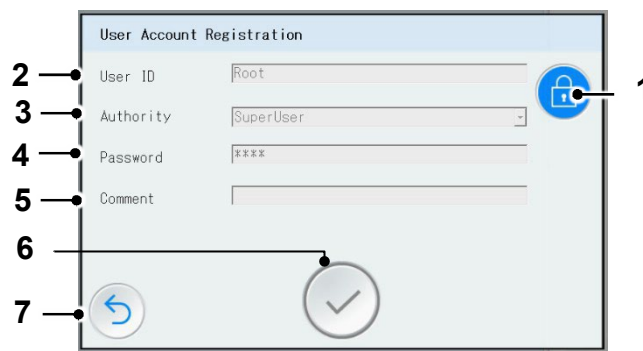 User Account Registration
2 User ID Root
1
3 Authority SuperUser
4 Password ****
5 Comment
6
7